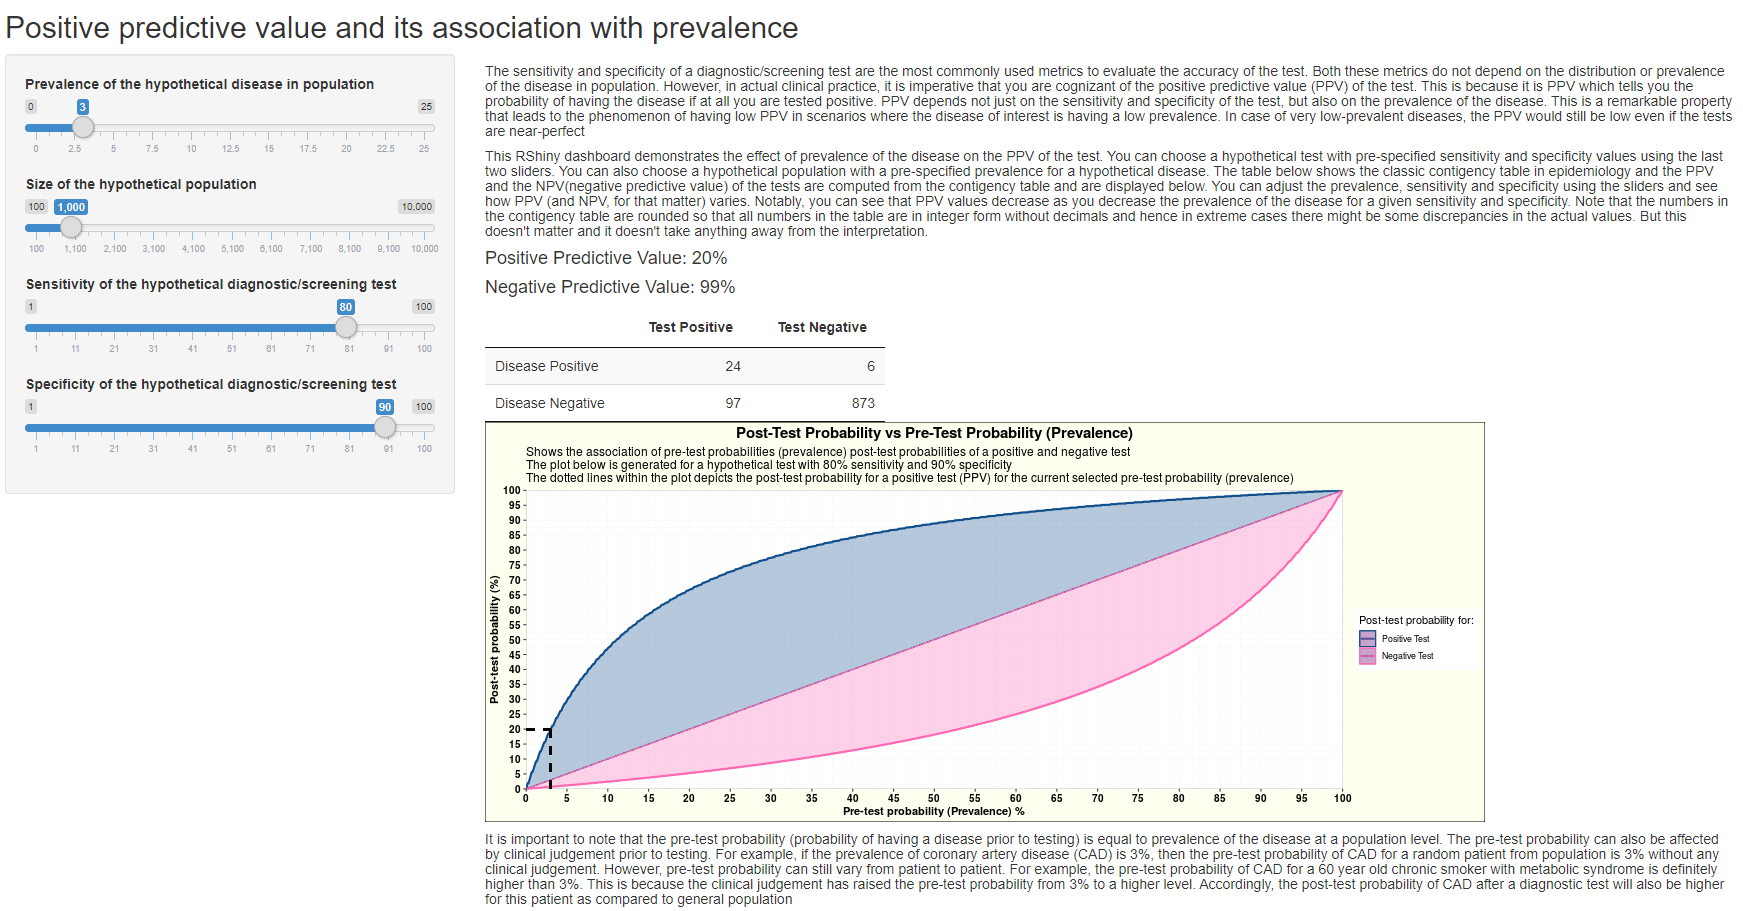 Positive predictive value and its association with prevalence
Prevalence of the hypothetical disease in population
0 3 25
0 2.5 5 7.5 10 12.5 15 17.5 20 22.5 25
Size of the hypothetical population
100 1,000 10,000
100 1,100 2,100 3,100 4,100 5,100 6,100 7,100 8,100 9,100 10,000
Sensitivity of the hypothetical diagnostic/screening test
1 80 100
1 11 21 31 41 51 61 71 81 91 100
Specificity of the hypothetical diagnostic/screening test
1 90 100
1 11 21 31 41 51 61 71 81 91 100
The sensitivity and specificity of a diagnostic/screening test are the most commonly used metrics to evaluate the accuracy of the test. Both these metrics do not depend on the distribution or prevalence
of the disease in population. However, in actual clinical practice, it is imperative that you are cognizant of the positive predictive value (PPV) of the test. This is because it is PPV which tells you the
probability of having the disease if at all you are tested positive. PPV depends not just on the sensitivity and specificity of the test, but also on the prevalence of the disease. This is a remarkable property
that leads to the phenomenon of having low PPV in scenarios where the disease of interest is having a low prevalence. In case of very low-prevalent diseases, the PPV would still be low even if the tests
are near-perfect
This RShiny dashboard demonstrates the effect of prevalence of the disease on the PPV of the test. You can choose a hypothetical test with pre-specified sensitivity and specificity values using the last
two sliders. You can also choose a hypothetical population with a pre-specified prevalence for a hypothetical disease. The table below shows the classic contigency table in epidemiology and the PPV
and the NPV(negative predictive value) of the tests are computed from the contigency table and are displayed below. You can adjust the prevalence, sensitivity and specificity using the sliders and see
how PPV (and NPV, for that matter) varies. Notably, you can see that PPV values decrease as you decrease the prevalence of the disease for a given sensitivity and specificity. Note that the numbers in
the contigency table are rounded so that all numbers in the table are in integer form without decimals and hence in extreme cases there might be some discrepancies in the actual values. But this
doesn't matter and it doesn't take anything away from the interpretation.
Positive Predictive Value: 20%
Negative Predictive Value: 99%
Test Positive Test Negative
Disease Positive 24 6
Disease Negative 97 873
Post-Test Probability vs Pre-Test Probability (Prevalence)
Shows the association of pre-test probabilities (prevalence) post-test probabilities of a positive and negative test
The plot below is generated for a hypothetical test with 80% sensitivity and 90% specificity
The dotted lines within the plot depicts the post-test probability for a positive test (PPV) for the current selected pre-test probability (prevalence)
Post-test probability (%)
100
95
90
85
80
75
70
65
60
55
50
45
40
35
30
25
20
15
10
5
0
0 5 10 15 20 25 30 35 40 45 50 55 60 65 70 75 80 85 90 95 100
Pre-test probability (Prevalence) %
Post-test probability for:
Positive Test
Negative Test
It is important to note that the pre-test probability (probability of having a disease prior to testing) is equal to prevalence of the disease at a population level. The pre-test probability can also be affected
by clinical judgement prior to testing. For example, if the prevalence of coronary artery disease (CAD) is 3%, then the pre-test probability of CAD for a random patient from population is 3% without any
clinical judgement. However, pre-test probability can still vary from patient to patient. For example, the pre-test probability of CAD for a 60 year old chronic smoker with metabolic syndrome is definitely
higher than 3%. This is because the clinical judgement has raised the pre-test probability from 3% to a higher level. Accordingly, the post-test probability of CAD after a diagnostic test will also be higher
for this patient as compared to general population